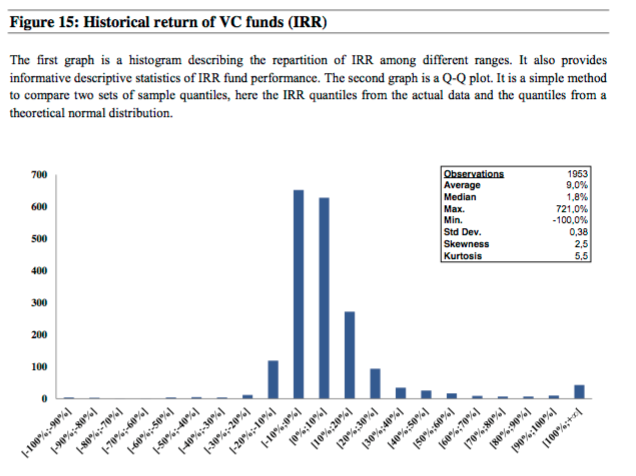 Figure 15: Historical return of VC funds (IRR)
The first graph is a histogram describing the repartition of IRR among different ranges. It also provides
informative descriptive statistics of IRR fund performance. The second graph is a Q-Q plot. It is a simple method
to compare two sets of sample quantiles, here the IRR quantiles from the actual data and the quantiles from a
theoretical normal distribution.
700
600
500
400
300
200
100
0
Observations 1953
Average 9,0%
Median 1,8%
Max. 721,0%
Min. -100,0%
Std Dev. 0,38
Skewness 2,5
Kurtosis 5,5
[-100%;-90%]
[-90%;-80%]
[-80%;-70%]
[-70%;-60%]
[-60%;-50%]
[-50%;-40%]
[-40%;-30%]
[-30%;-20%]
[-20%;-10%]
[-10%;0%]
[0%;10%]
[10%;20%]
[20%;30%]
[30%;40%]
[40%;50%]
[50%;60%]
[60%;70%]
[70%;80%]
[80%;90%]
[90%;100%]